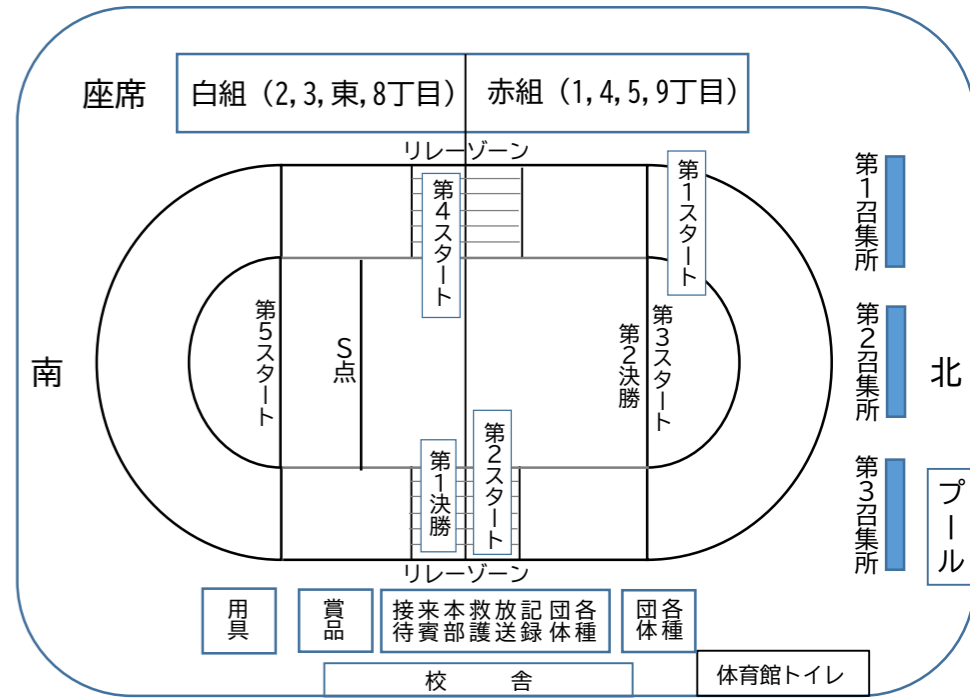 座席
白組（2,3,東,8丁目）
赤組（1,4,5,9丁目）
リレーゾーン
第4スタート
第1スタート
第1召集所
第5スタート
S点
第2決勝
第3スタート
第2召集所
南
北
第1決勝
第2スタート
第3召集所
プール
リレーゾーン
用具
賞品
接待
来賓
本部
救護
放送
記録
団体
各種
団体
各種
校舎
体育館トイレ